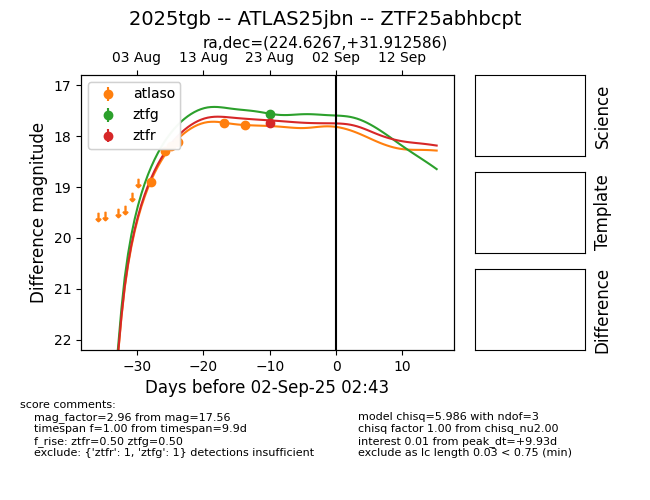 2025tgb -- ATLAS25jbn -- ZTF25abhbcpt
ra,dec=(224.6267,+31.912586)
03 Aug 13 Aug 23 Aug 02 Sep 12 Sep
atlaso
ztfg
ztfr
17
18
19
20
21
22
Difference magnitude
−30 −20 −10 0 10
Days before 02-Sep-25 02:43
Science
Template
Difference
score comments:
mag_factor=2.96 from mag=17.56
timespan f=1.00 from timespan=9.9d
f_rise: ztfr=0.50 ztfg=0.50
exclude: {'ztfr': 1, 'ztfg': 1} detections insufficient
model chisq=5.986 with ndof=3
chisq factor 1.00 from chisq_nu2.00
interest 0.01 from peak_dt=+9.93d
exclude as lc length 0.03 < 0.75 (min)